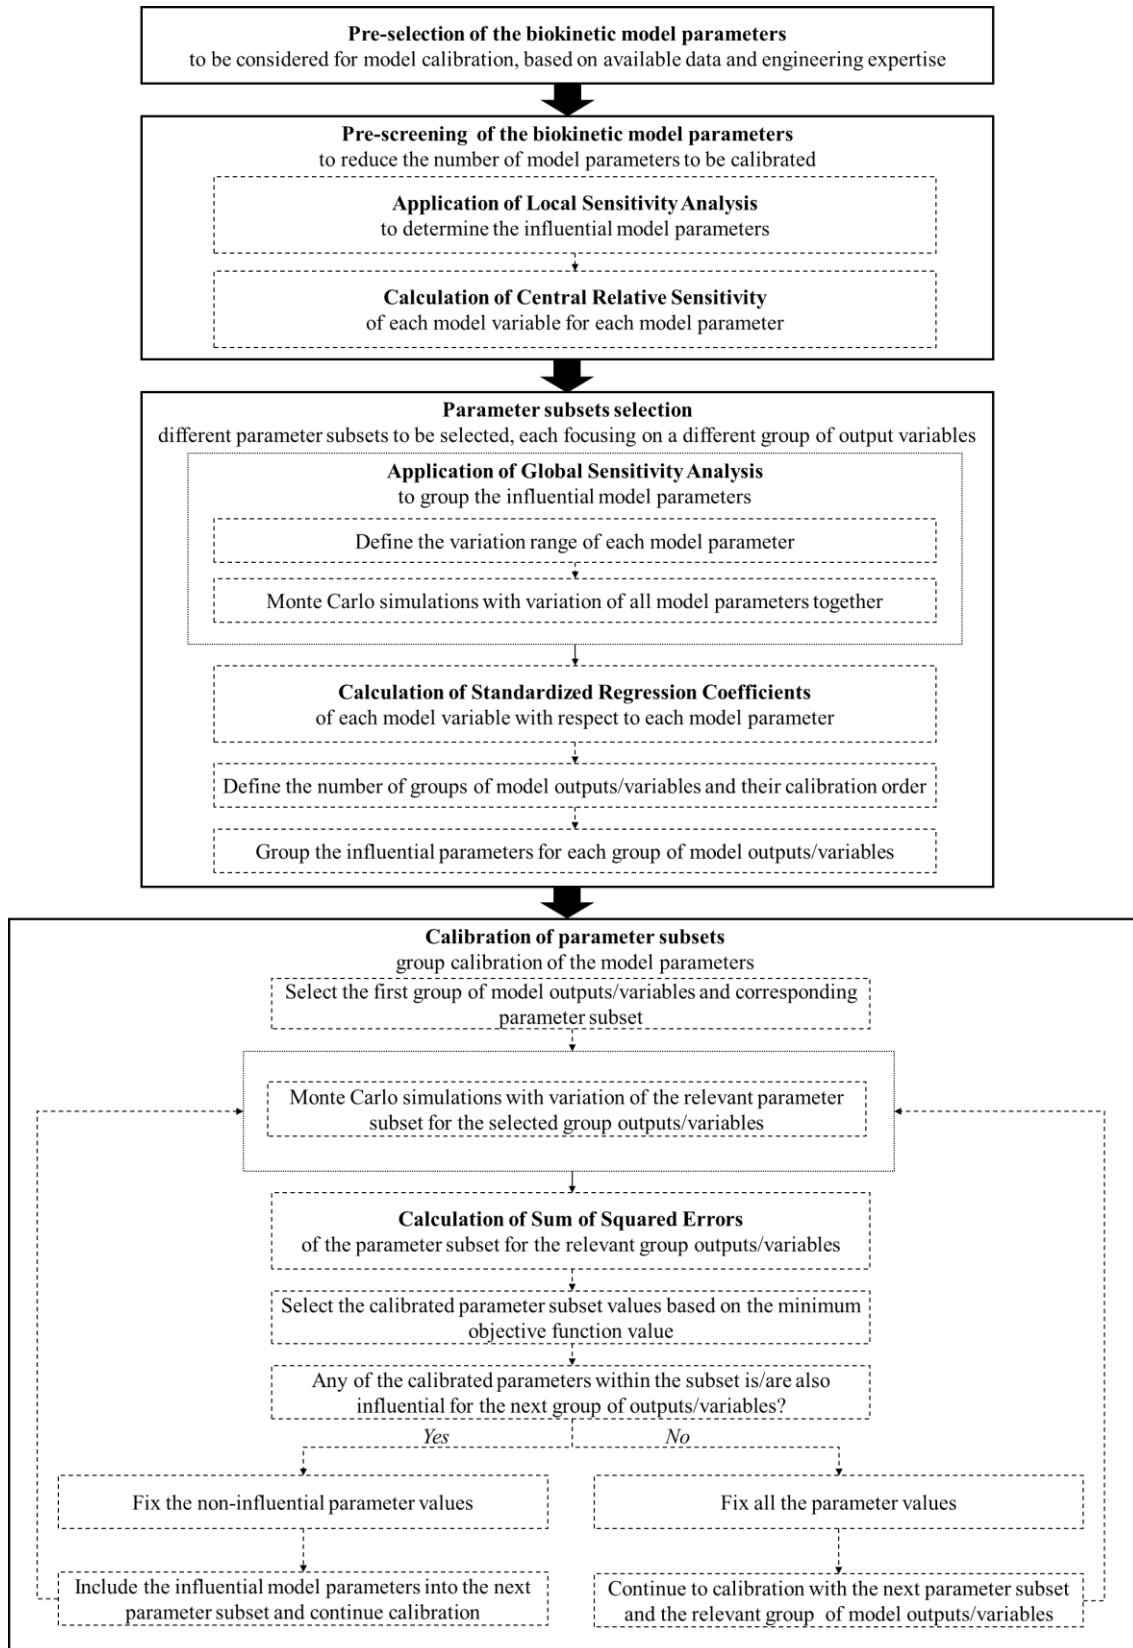 Pre-selection of the biokinetic model parameters
to be considered for model calibration, based on available data and engineering expertise
Pre-screening of the biokinetic model parameters
to reduce the number of model parameters to be calibrated
Application of Local Sensitivity Analysis
to determine the influential model parameters
Calculation of Central Relative Sensitivity
of each model variable for each model parameter
Parameter subsets selection
different parameter subsets to be selected, each focusing on a different group of output variables
Application of Global Sensitivity Analysis
to group the influential model parameters
Define the variation range of each model parameter
Monte Carlo simulations with variation of all model parameters together
Calculation of Standardized Regression Coefficients
of each model variable with respect to each model parameter
Define the number of groups of model outputs/variables and their calibration order
Group the influential parameters for each group of model outputs/variables
Calibration of parameter subsets
group calibration of the model parameters
Select the first group of model outputs/variables and corresponding
parameter subset
Monte Carlo simulations with variation of the relevant parameter
subset for the selected group outputs/variables
Calculation of Sum of Squared Errors
of the parameter subset for the relevant group outputs/variables
Select the calibrated parameter subset values based on the minimum
objective function value
Any of the calibrated parameters within the subset is/are also
influential for the next group of outputs/variables?
Yes
No
Fix the non-influential parameter values
Fix all the parameter values
Include the influential model parameters into the next
parameter subset and continue calibration
Continue to calibration with the next parameter subset
and the relevant group of model outputs/variables